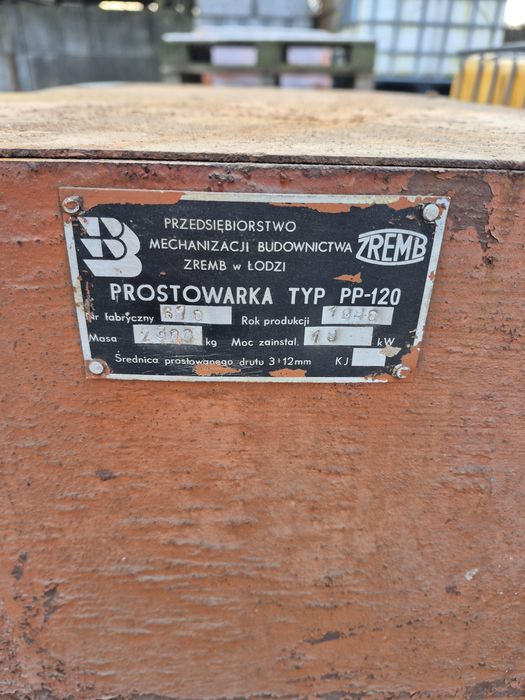 PRZEDSIĘBIORSTWO
MECHANIZACJI BUDOWNICTWA
ZREMB
ZREMB w ŁODZI
PROSTOWARKA TYP PP-120
Nr fabryczny Rok produkcji
Masa kg Moc zainstal. kW
Średnica prostowanego drutu 3÷12mm KJ